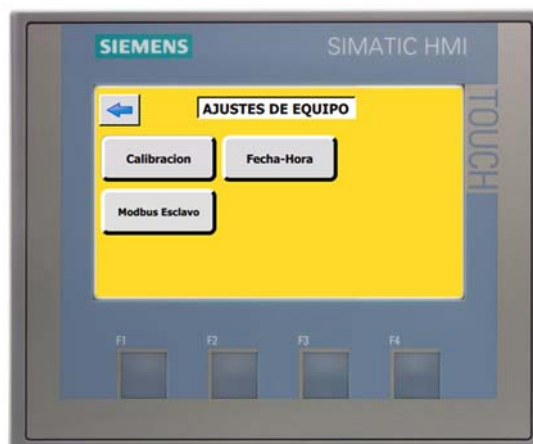 SIEMENS
SIMATIC HMI
TOUCH
AJUSTES DE EQUIPO
Calibracion
Fecha-Hora
Modbus Esclavo
F1
F2
F3
F4